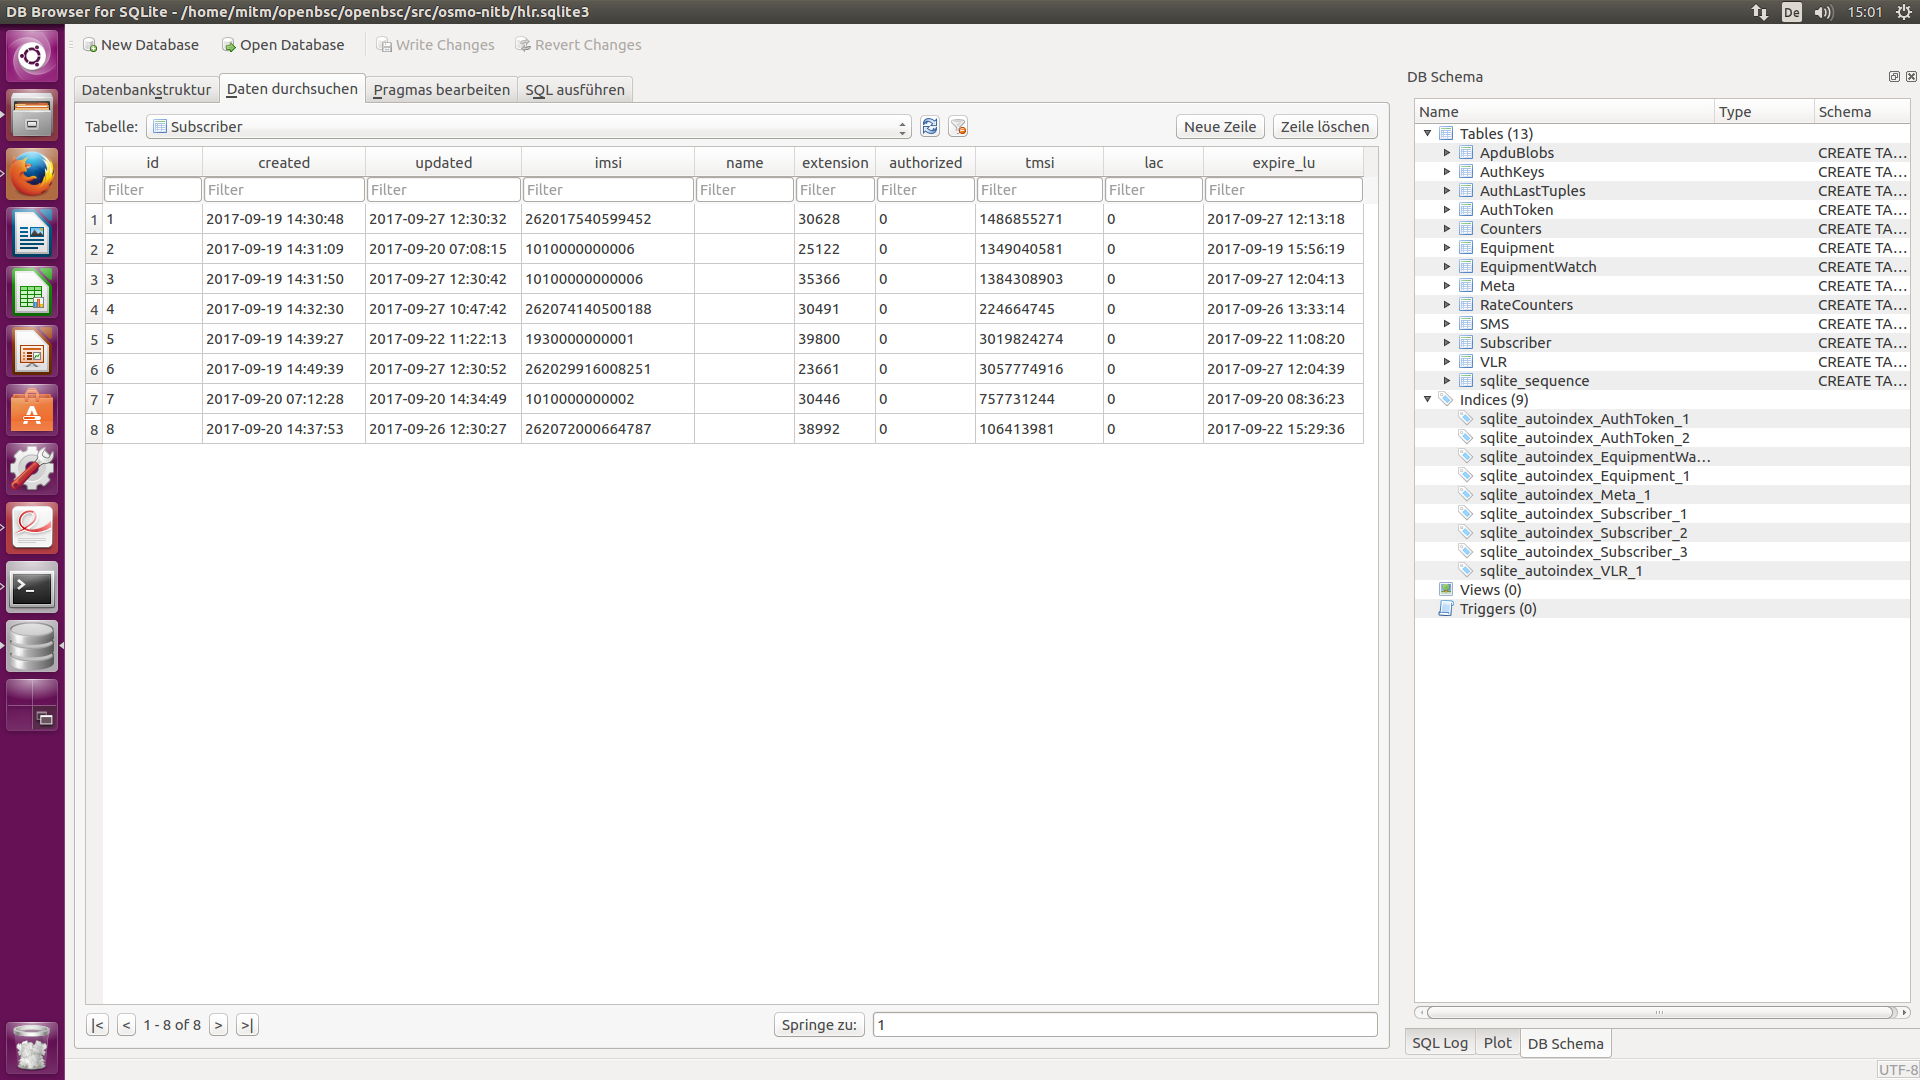 DB Browser for SQLite - /home/mitm/openbsc/openbsc/src/osmo-nitb/hlr.sqlite3
De 15:01
New Database Open Database Write Changes Revert Changes
Datenbankstruktur Daten durchsuchen Pragmas bearbeiten SQL ausführen
Tabelle: Subscriber Neue Zeile Zeile löschen
id created updated imsi name extension authorized tmsi lac expire_lu
Filter Filter Filter Filter Filter Filter Filter Filter Filter Filter
1 1 2017-09-19 14:30:48 2017-09-27 12:30:32 262017540599452 30628 0 1486855271 0 2017-09-27 12:13:18
2 2 2017-09-19 14:31:09 2017-09-20 07:08:15 1010000000006 25122 0 1349040581 0 2017-09-19 15:56:19
3 3 2017-09-19 14:31:50 2017-09-27 12:30:42 10100000000006 35366 0 1384308903 0 2017-09-27 12:04:13
4 4 2017-09-19 14:32:30 2017-09-27 10:47:42 262074140500188 30491 0 224664745 0 2017-09-26 13:33:14
5 5 2017-09-19 14:39:27 2017-09-22 11:22:13 1930000000001 39800 0 3019824274 0 2017-09-22 11:08:20
6 6 2017-09-19 14:49:39 2017-09-27 12:30:52 262029916008251 23661 0 3057774916 0 2017-09-27 12:04:39
7 7 2017-09-20 07:12:28 2017-09-20 14:34:49 1010000000002 30446 0 757731244 0 2017-09-20 08:36:23
8 8 2017-09-20 14:37:53 2017-09-26 12:30:27 262072000664787 38992 0 106413981 0 2017-09-22 15:29:36
|< < 1 - 8 of 8 > >| Springe zu: 1
DB Schema
Name Type Schema
Tables (13)
ApduBlobs CREATE TA...
AuthKeys CREATE TA...
AuthLastTuples CREATE TA...
AuthToken CREATE TA...
Counters CREATE TA...
Equipment CREATE TA...
EquipmentWatch CREATE TA...
Meta CREATE TA...
RateCounters CREATE TA...
SMS CREATE TA...
Subscriber CREATE TA...
VLR CREATE TA...
sqlite_sequence CREATE TA...
Indices (9)
sqlite_autoindex_AuthToken_1
sqlite_autoindex_AuthToken_2
sqlite_autoindex_EquipmentWa...
sqlite_autoindex_Equipment_1
sqlite_autoindex_Meta_1
sqlite_autoindex_Subscriber_1
sqlite_autoindex_Subscriber_2
sqlite_autoindex_Subscriber_3
sqlite_autoindex_VLR_1
Views (0)
Triggers (0)
SQL Log Plot DB Schema
UTF-8